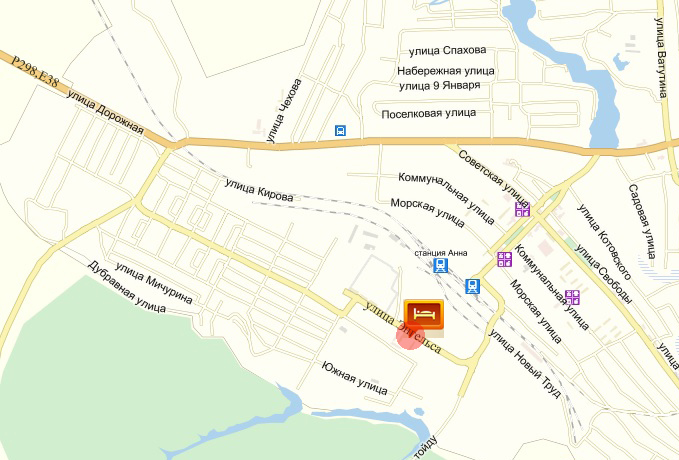 улица Спахова
Набережная улица
улица 9 Января
Поселковая улица
улица Ватутина
Р298,Е38
улица Дорожная
улица Чехова
Советская улица
улица Кирова
Коммунальная улица
Морская улица
Садовая улица
улица Котовского
улица Свободы
станция Анна
Коммунальная улица
Морская улица
улица Мичурина
Дубравная улица
улица Энгельса
улица Новый Труд
Южная улица
улица
тойду